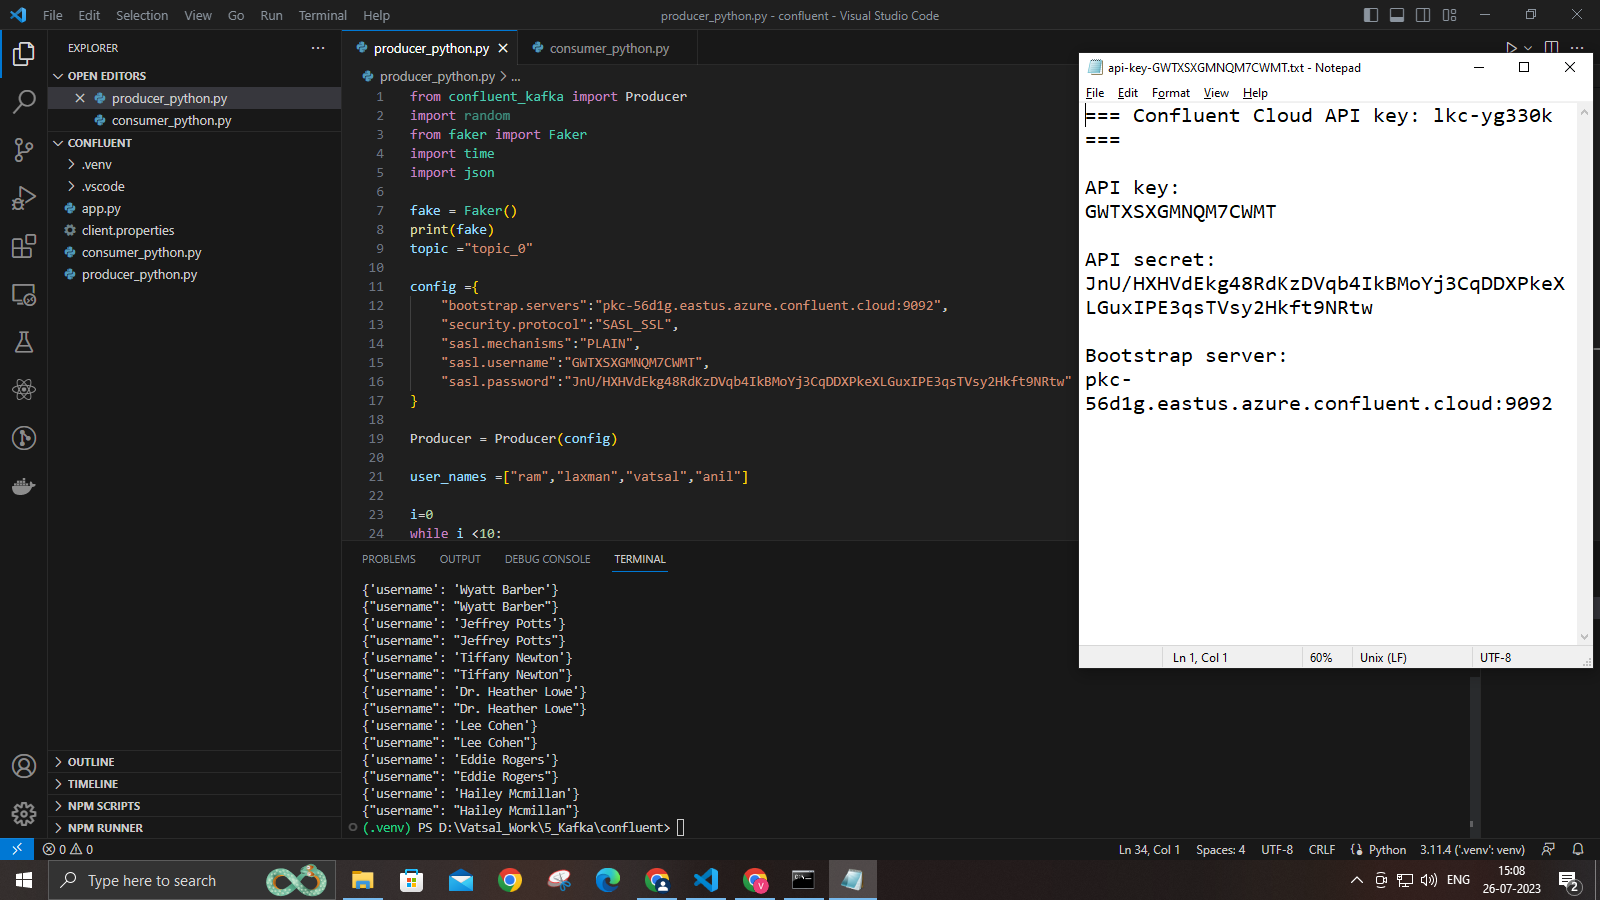 File Edit Selection View Go Run Terminal Help
producer_python.py - confluent - Visual Studio Code
EXPLORER
OPEN EDITORS
producer_python.py
consumer_python.py
CONFLUENT
.venv
.vscode
app.py
client.properties
consumer_python.py
producer_python.py
OUTLINE
TIMELINE
NPM SCRIPTS
NPM RUNNER
producer_python.py consumer_python.py
producer_python.py > ...
1 from confluent_kafka import Producer
2 import random
3 from faker import Faker
4 import time
5 import json
6
7 fake = Faker()
8 print(fake)
9 topic ="topic_0"
10
11 config ={
12 "bootstrap.servers":"pkc-56d1g.eastus.azure.confluent.cloud:9092",
13 "security.protocol":"SASL_SSL",
14 "sasl.mechanisms":"PLAIN",
15 "sasl.username":"GWTXSXGMNQM7CWMT",
16 "sasl.password":"JnU/HXHVdEkg48RdKzDVqb4IkBMoYj3CqDDXPkeXLGuxIPE3qsTVsy2Hkft9NRtw"
17 }
18
19 Producer = Producer(config)
20
21 user_names =["ram","laxman","vatsal","anil"]
22
23 i=0
24 while i <10:
PROBLEMS OUTPUT DEBUG CONSOLE TERMINAL
{'username': 'Wyatt Barber'}
{"username": "Wyatt Barber"}
{'username': 'Jeffrey Potts'}
{"username": "Jeffrey Potts"}
{'username': 'Tiffany Newton'}
{"username": "Tiffany Newton"}
{'username': 'Dr. Heather Lowe'}
{"username": "Dr. Heather Lowe"}
{'username': 'Lee Cohen'}
{"username": "Lee Cohen"}
{'username': 'Eddie Rogers'}
{"username": "Eddie Rogers"}
{'username': 'Hailey Mcmillan'}
{"username": "Hailey Mcmillan"}
(.venv) PS D:\Vatsal_Work\5_Kafka\confluent>
api-key-GWTXSXGMNQM7CWMT.txt - Notepad
File Edit Format View Help
=== Confluent Cloud API key: lkc-yg330k
===
API key:
GWTXSXGMNQM7CWMT
API secret:
JnU/HXHVdEkg48RdKzDVqb4IkBMoYj3CqDDXPkeX
LGuxIPE3qsTVsy2Hkft9NRtw
Bootstrap server:
pkc-
56d1g.eastus.azure.confluent.cloud:9092
Ln 1, Col 1 60% Unix (LF) UTF-8
0 0 Ln 34, Col 1 Spaces: 4 UTF-8 CRLF Python 3.11.4 ('.venv': venv)
Type here to search
V
ENG
15:08
26-07-2023
2